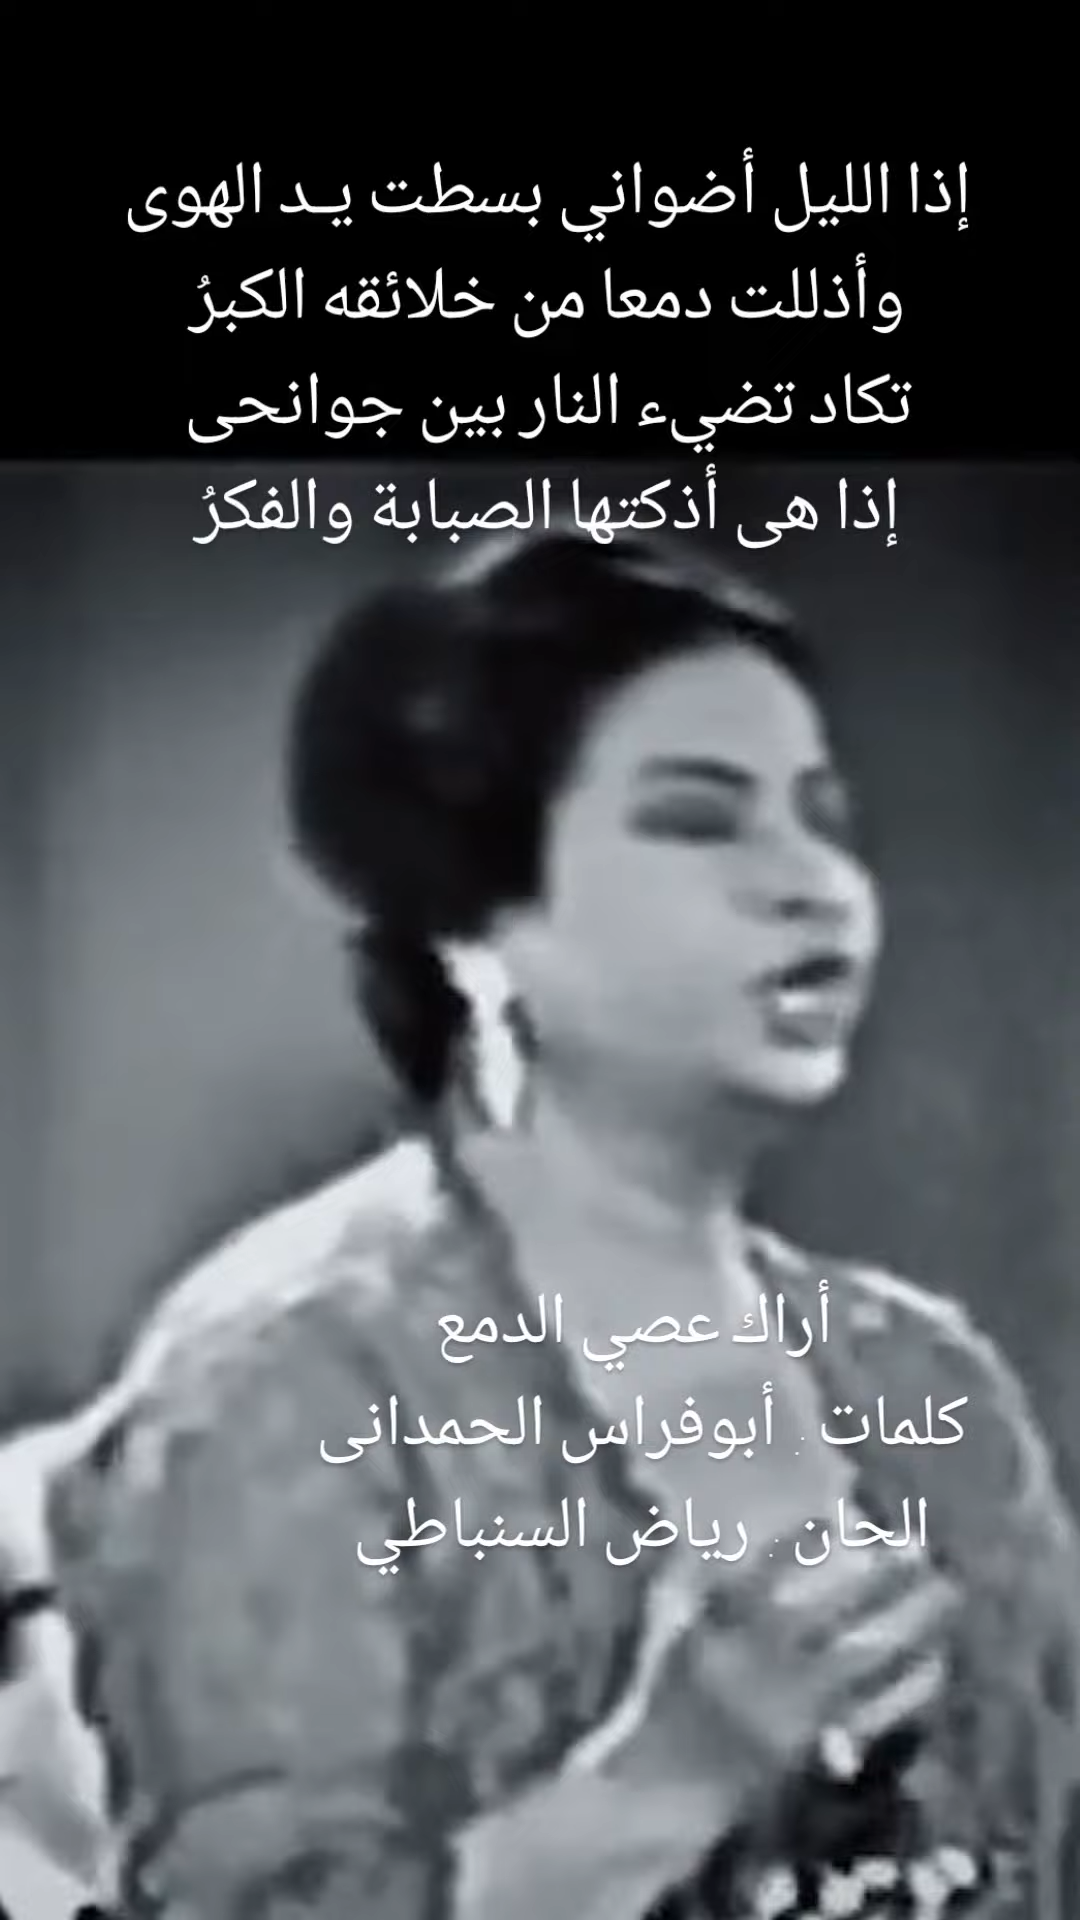 إذا الليل أضواني بسطت يـد الهوى
وأذللت دمعا من خلائقه الكبرُ
تكاد تضيء النار بين جوانحى
إذا هى أذكتها الصبابة والفكرُ
أراك عصي الدمع
كلمات : أبوفراس الحمدانى
الحان : رياض السنباطي